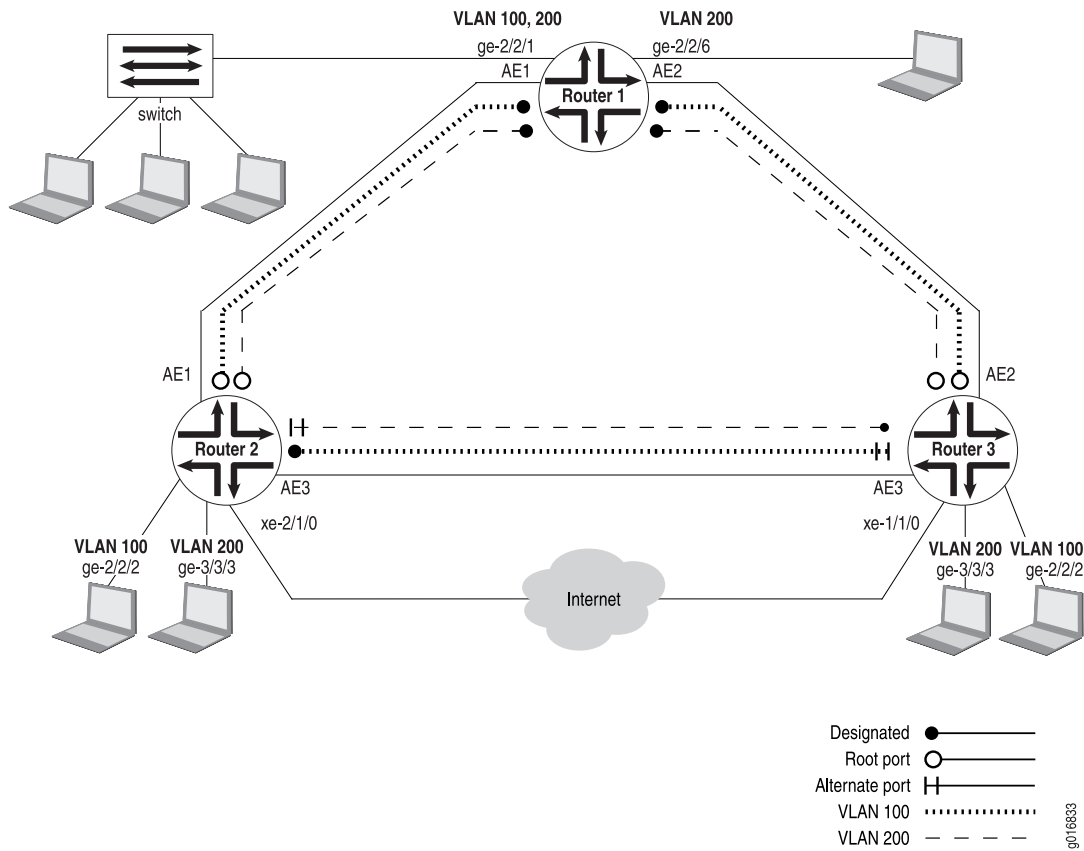 VLAN 100, 200
VLAN 200
ge-2/2/1
ge-2/2/6
AE1
AE2
Router 1
switch
AE1
AE2
Router 2
Router 3
AE3
AE3
xe-2/1/0
xe-1/1/0
VLAN 100
VLAN 200
VLAN 200
VLAN 100
ge-2/2/2
ge-3/3/3
ge-3/3/3
ge-2/2/2
Internet
Designated
Root port
Alternate port
VLAN 100
VLAN 200
g016833